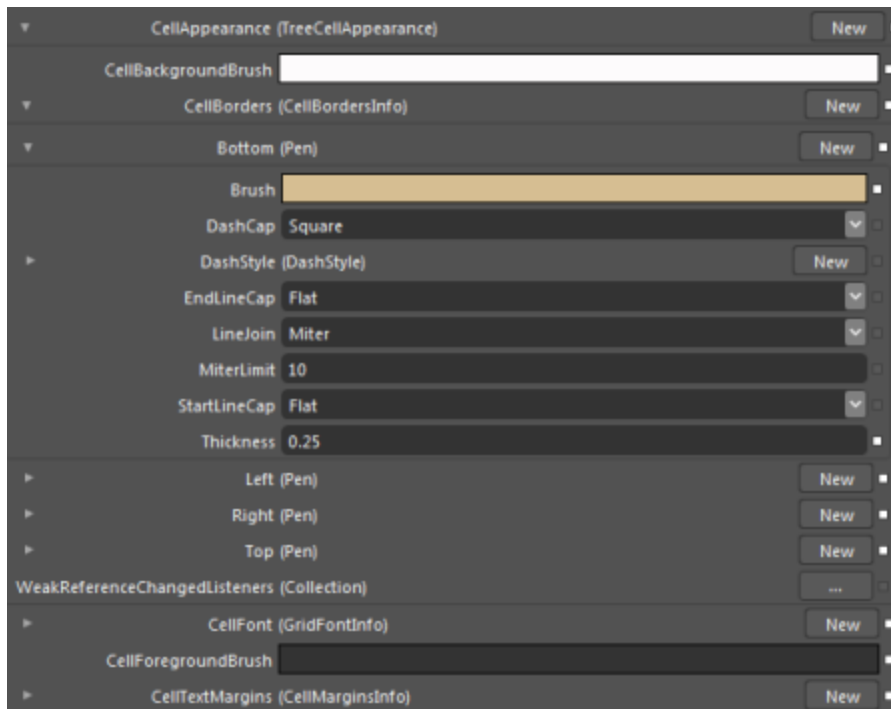 CellAppearance (TreeCellAppearance) New
CellBackgroundBrush
CellBorders (CellBordersInfo) New
Bottom (Pen) New
Brush
DashCap Square
DashStyle (DashStyle) New
EndLineCap Flat
LineJoin Miter
MiterLimit 10
StartLineCap Flat
Thickness 0.25
Left (Pen) New
Right (Pen) New
Top (Pen) New
WeakReferenceChangedListeners (Collection) ...
CellFont (GridFontInfo) New
CellForegroundBrush
CellTextMargins (CellMarginsInfo) New